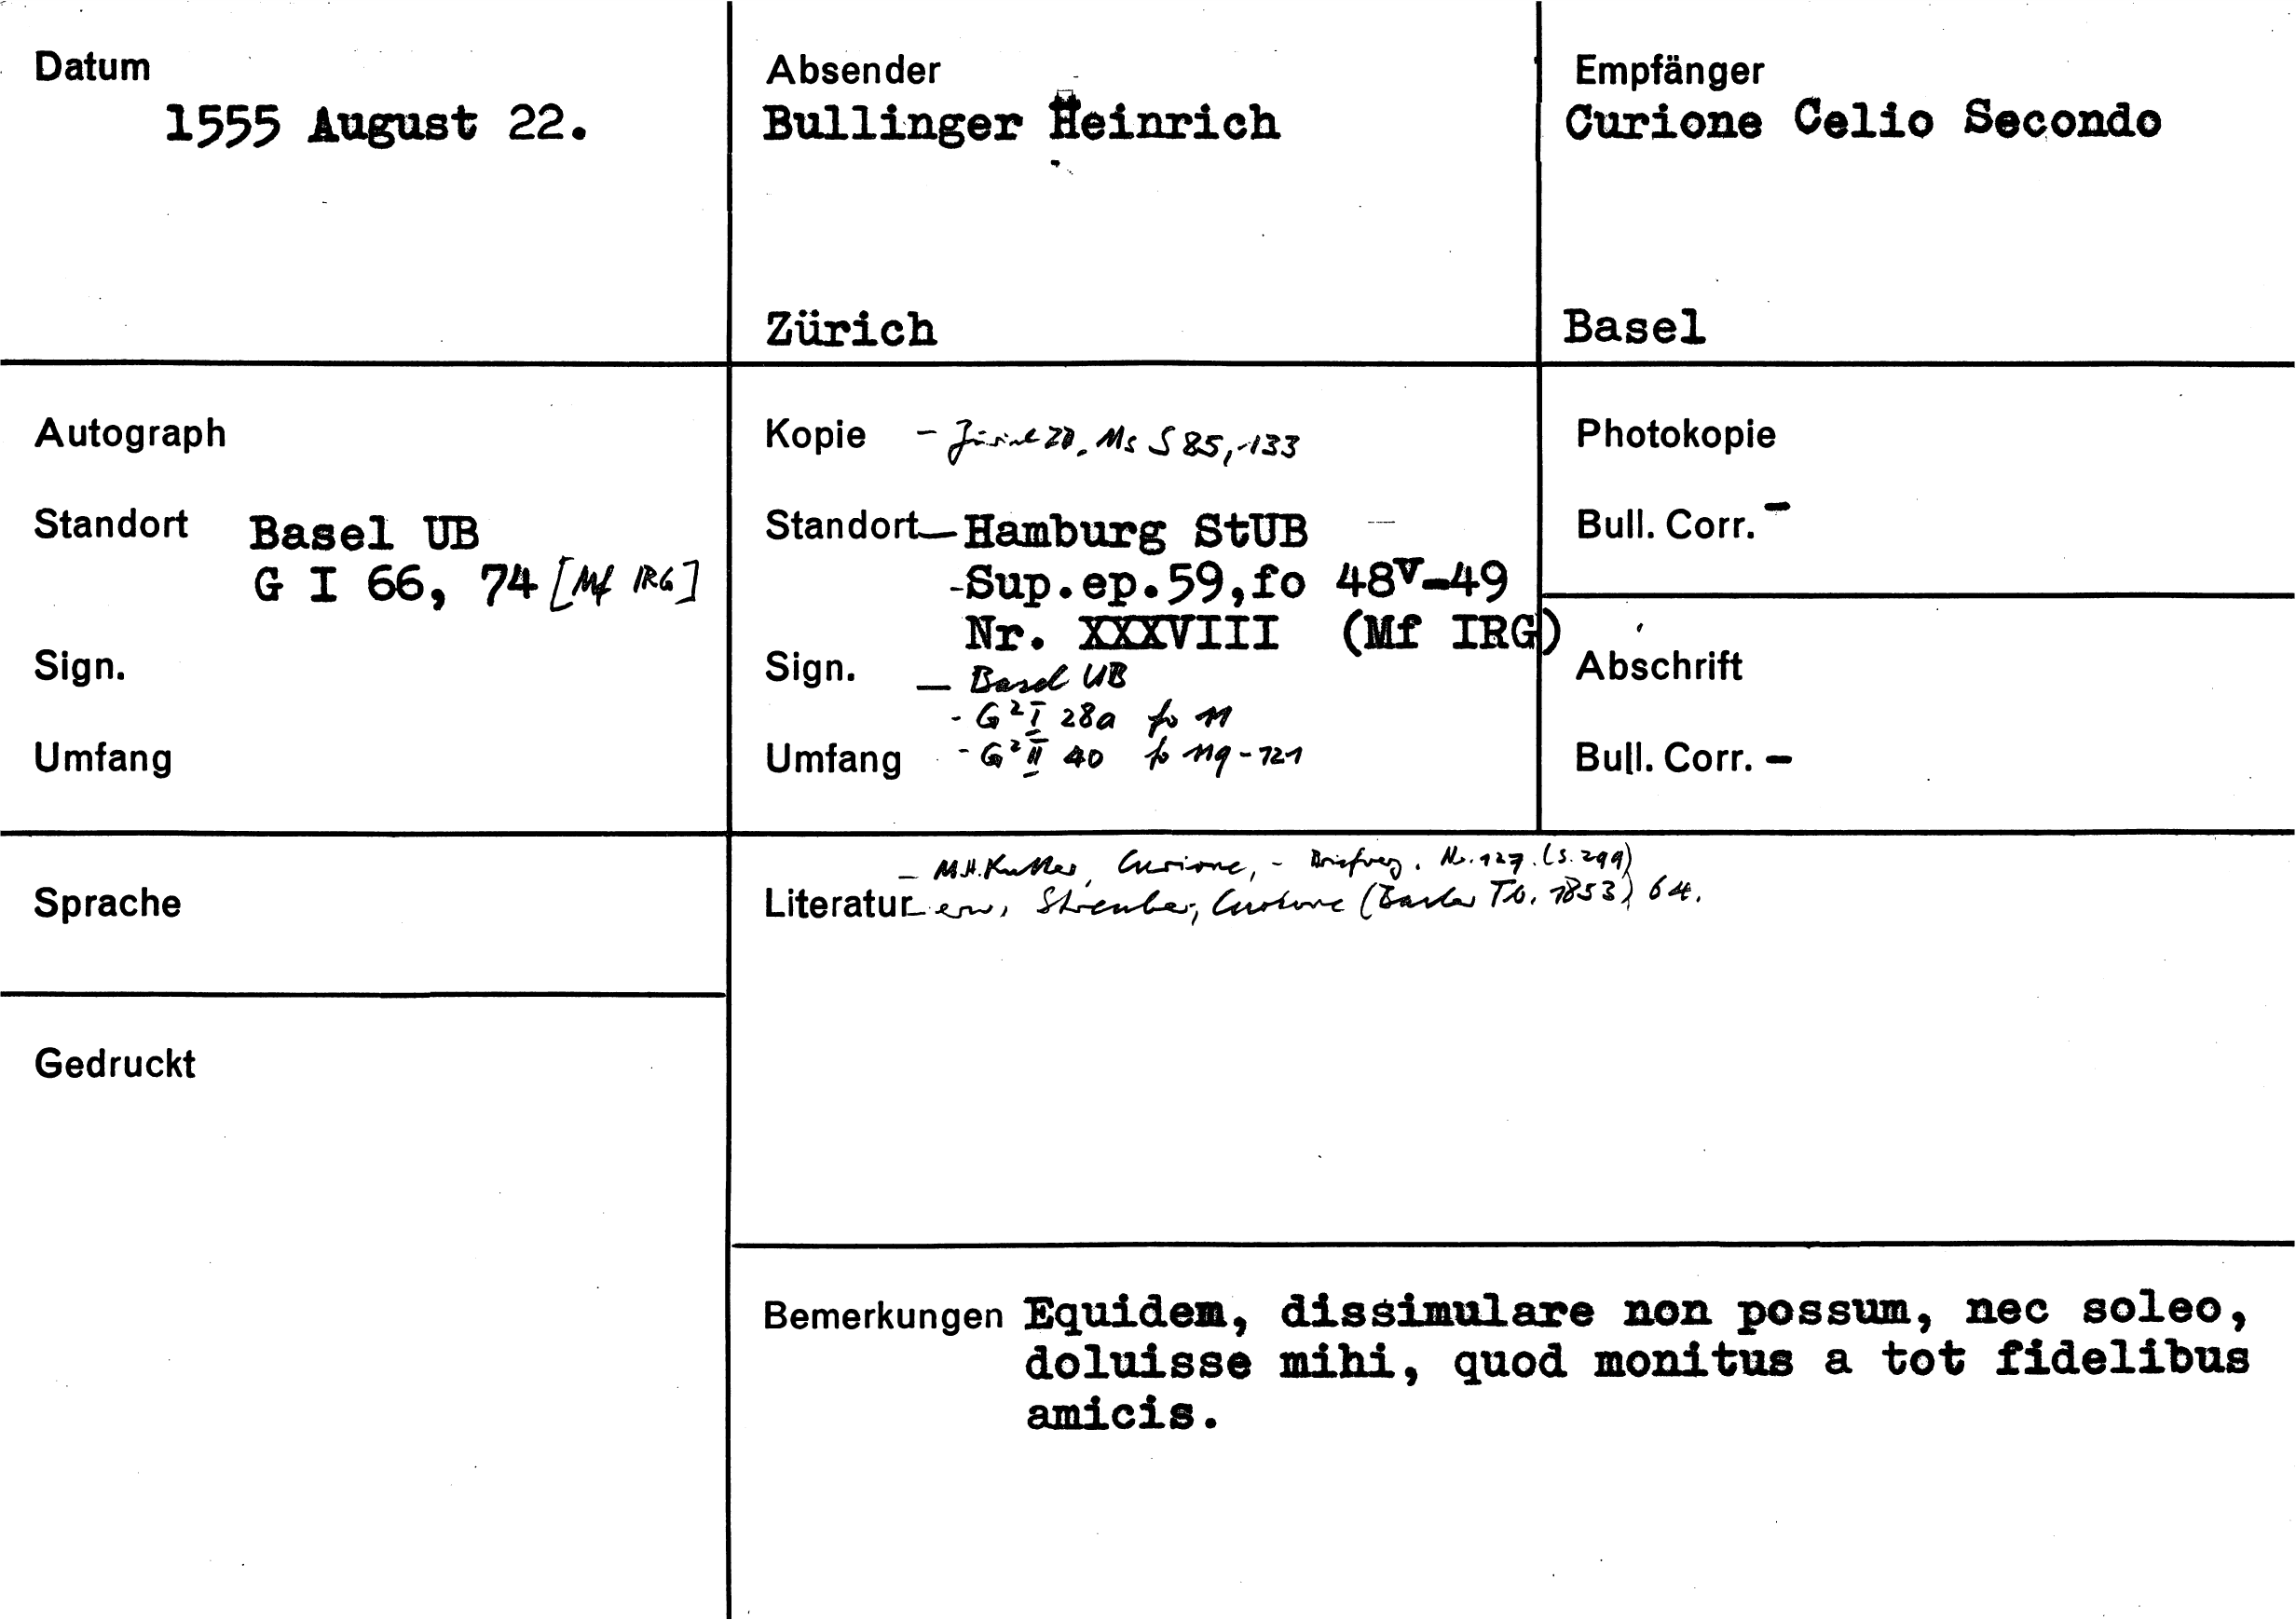 Datum
1555 August 22.
Absender
Bullinger Heinrich
Zürich
Empfänger
Curione Celio Secondo
Basel
Autograph
Standort Basel UB
G I 66, 74 [Mf IRG]
Sign.
Umfang
Kopie - Zürich ZB, Ms S 85, 133
Standort - Hamburg StUB
-Sup.ep.59,fo 48v-49
Nr. XXXVIII (Mf IRG)
Sign. - Basel UB
- G² I 28a fo 11
Umfang - G² II 40 fo 119-121
Photokopie
Bull. Corr. -
Abschrift
Bull. Corr. -
Sprache
Gedruckt
- M.H. Kutter, Curione, - Briefverz. Nr. 127. (S. 299)
Literatur - erw, Streuber, Curione (Basler Tb. 1853) 64.
Bemerkungen Equidem, dissimulare non possum, nec soleo,
doluisse mihi, quod monitus a tot fidelibus
amicis.